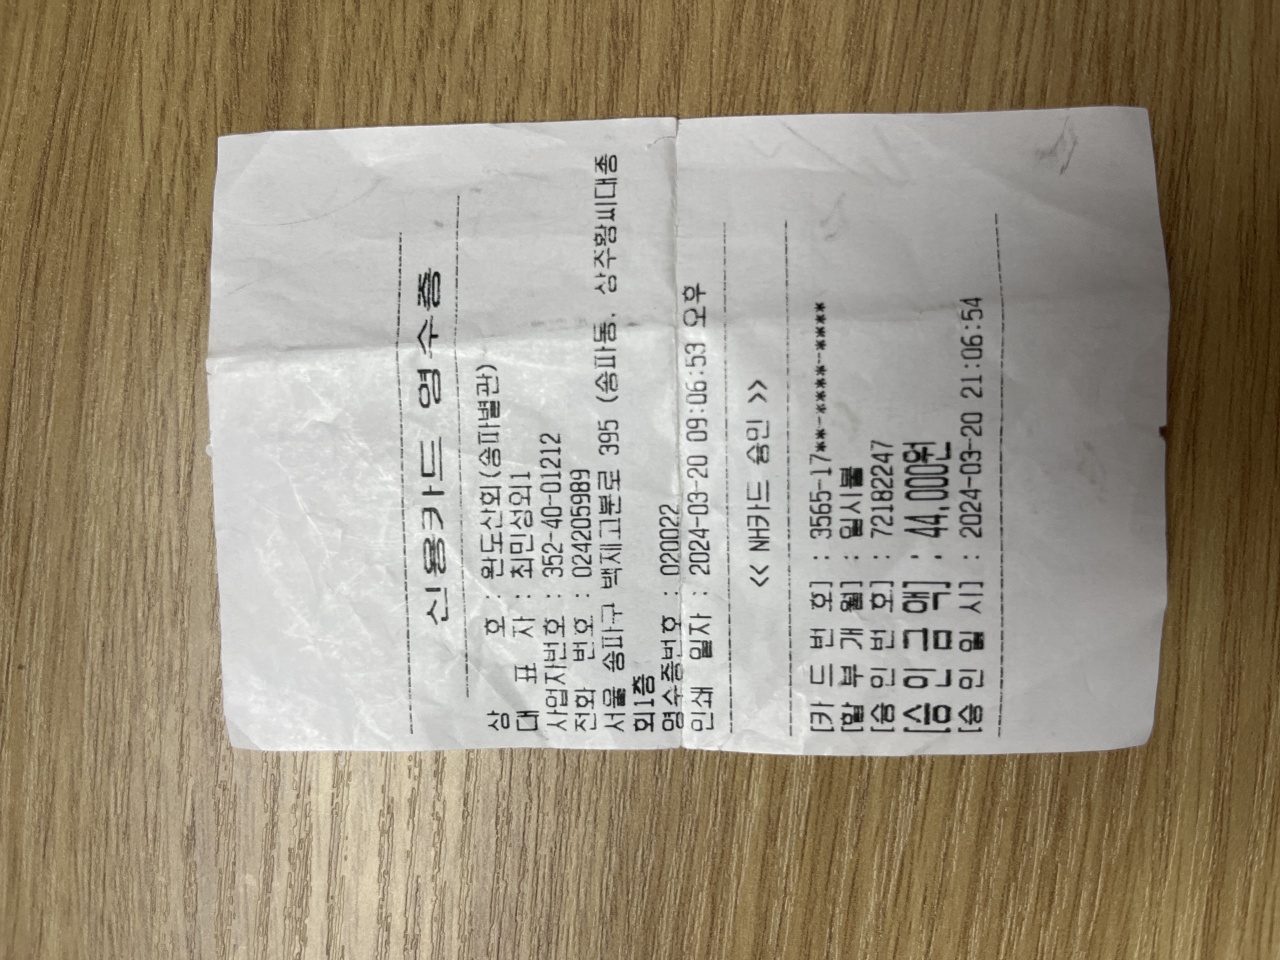 신용카드 영수증
상 호 : 완도산회(송파별관)
대 표 자 : 최민성외1
사업자번호 : 352-40-01212
전화 번호 : 024205989
서울 송파구 백제고분로 395 (송파동, 상주황씨대종
회1층
영수증번호 : 020022
인쇄 일자 : 2024-03-20 09:06:53 오후
<< NH카드 승인 >>
[카 드 번 호] : 3565-17**-****-****
[할 부 개 월] : 일시불
[승 인 번 호] : 72182247
[승 인 금 액] : 44,000원
[승 인 일 시] : 2024-03-20 21:06:54